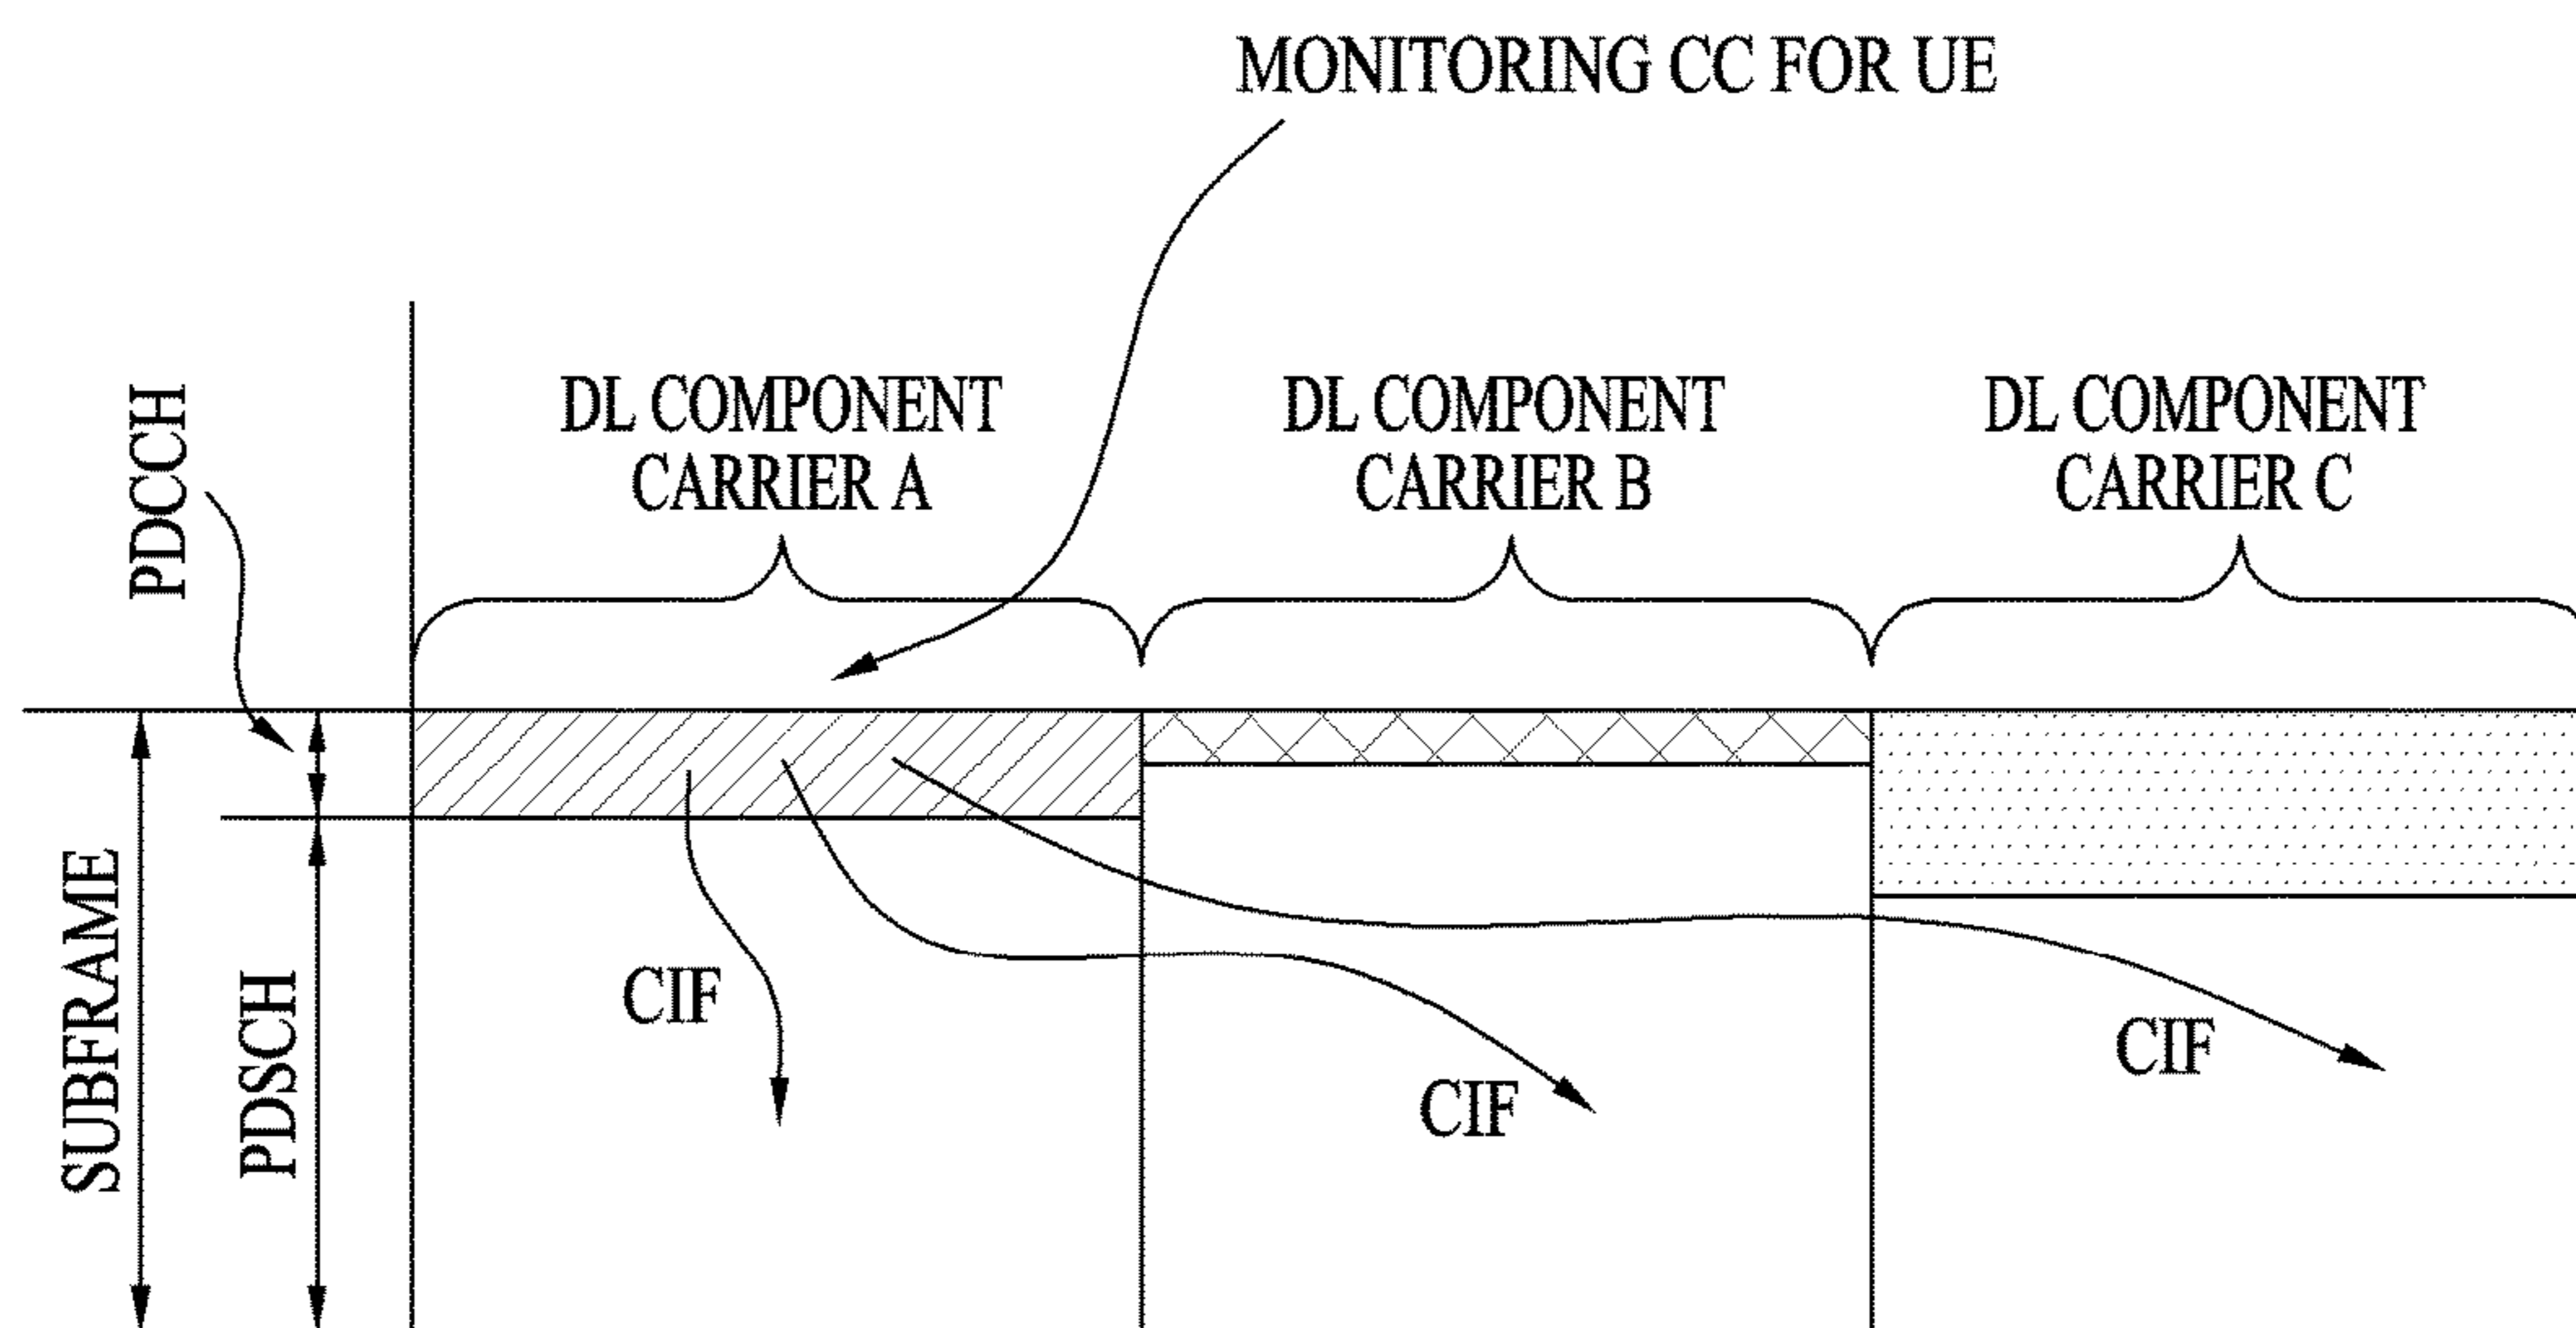 MONITORING CC FOR UE
DL COMPONENT
CARRIER A
DL COMPONENT
CARRIER B
DL COMPONENT
CARRIER C
PDCCH
SUBFRAME
PDSCH
CIF
CIF
CIF